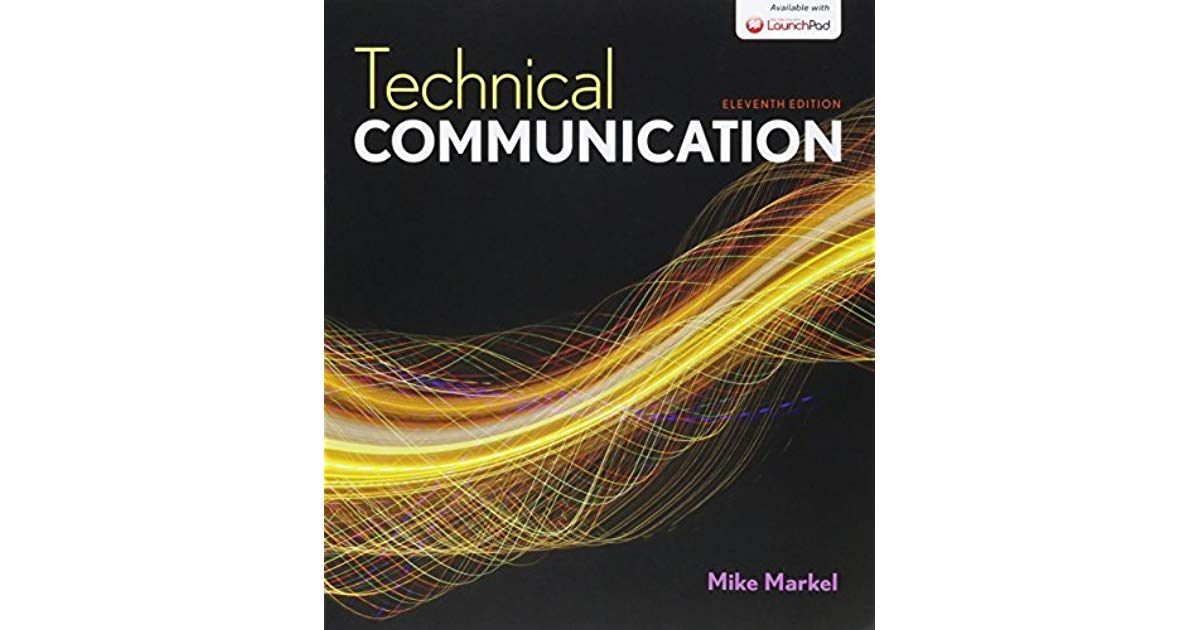 Available with
LaunchPad
Technical
ELEVENTH EDITION
COMMUNICATION
Mike Markel